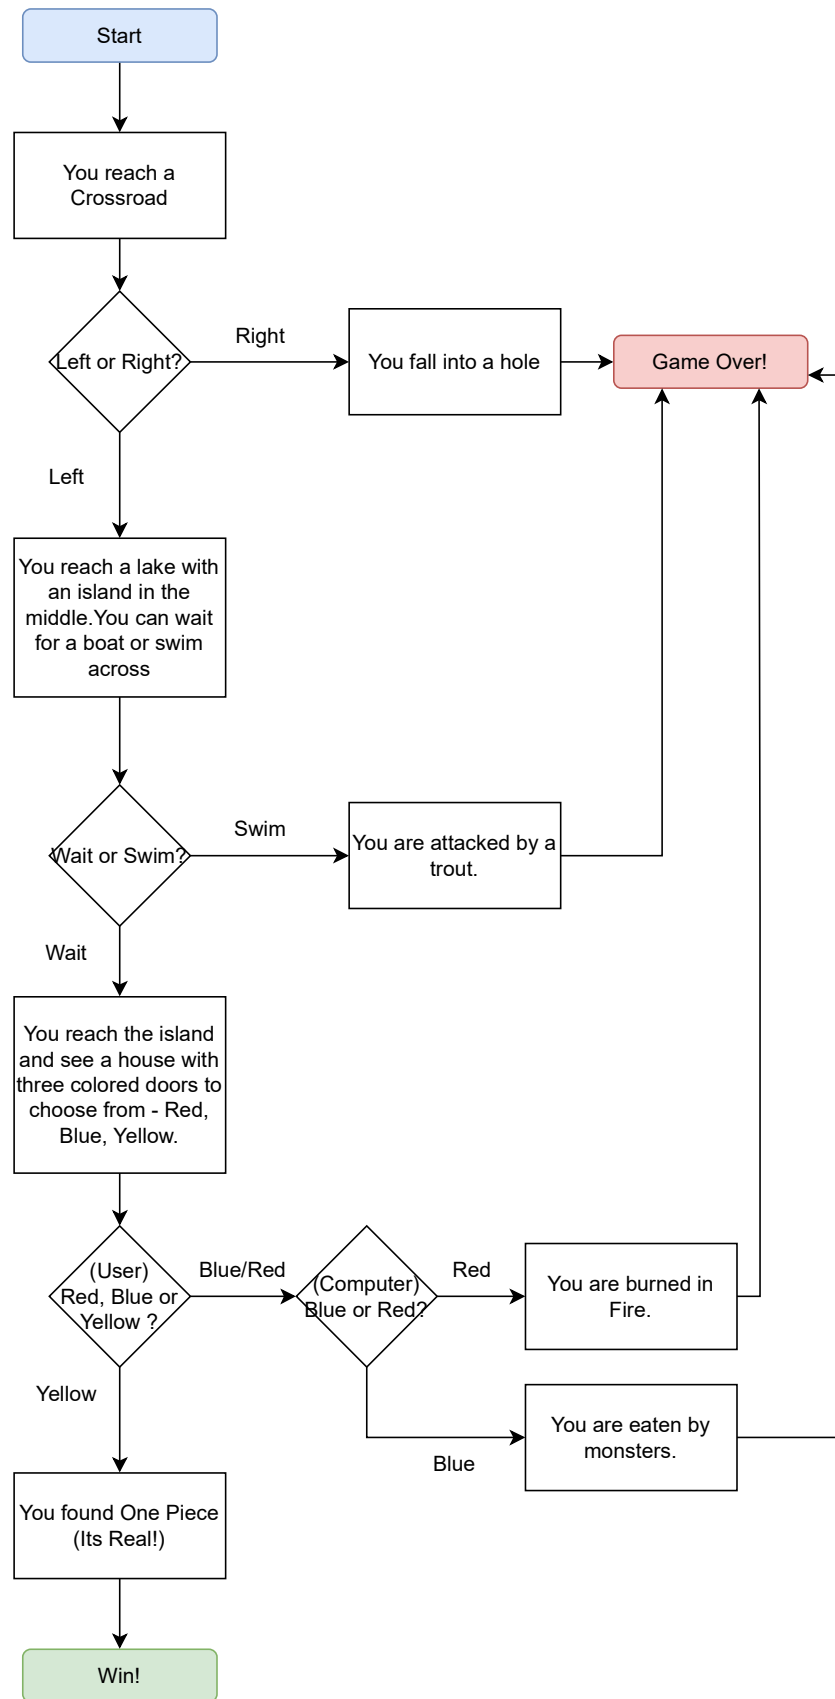 Start
You reach a
Crossroad
Left or Right?
Right
You fall into a hole
Game Over!
Left
You reach a lake with
an island in the
middle.You can wait
for a boat or swim
across
Wait or Swim?
Swim
You are attacked by a
trout.
Wait
You reach the island
and see a house with
three colored doors to
choose from - Red,
Blue, Yellow.
(User)
Red, Blue or
Yellow ?
Blue/Red
(Computer)
Blue or Red?
Red
You are burned in
Fire.
Yellow
Blue
You are eaten by
monsters.
You found One Piece
(Its Real!)
Win!